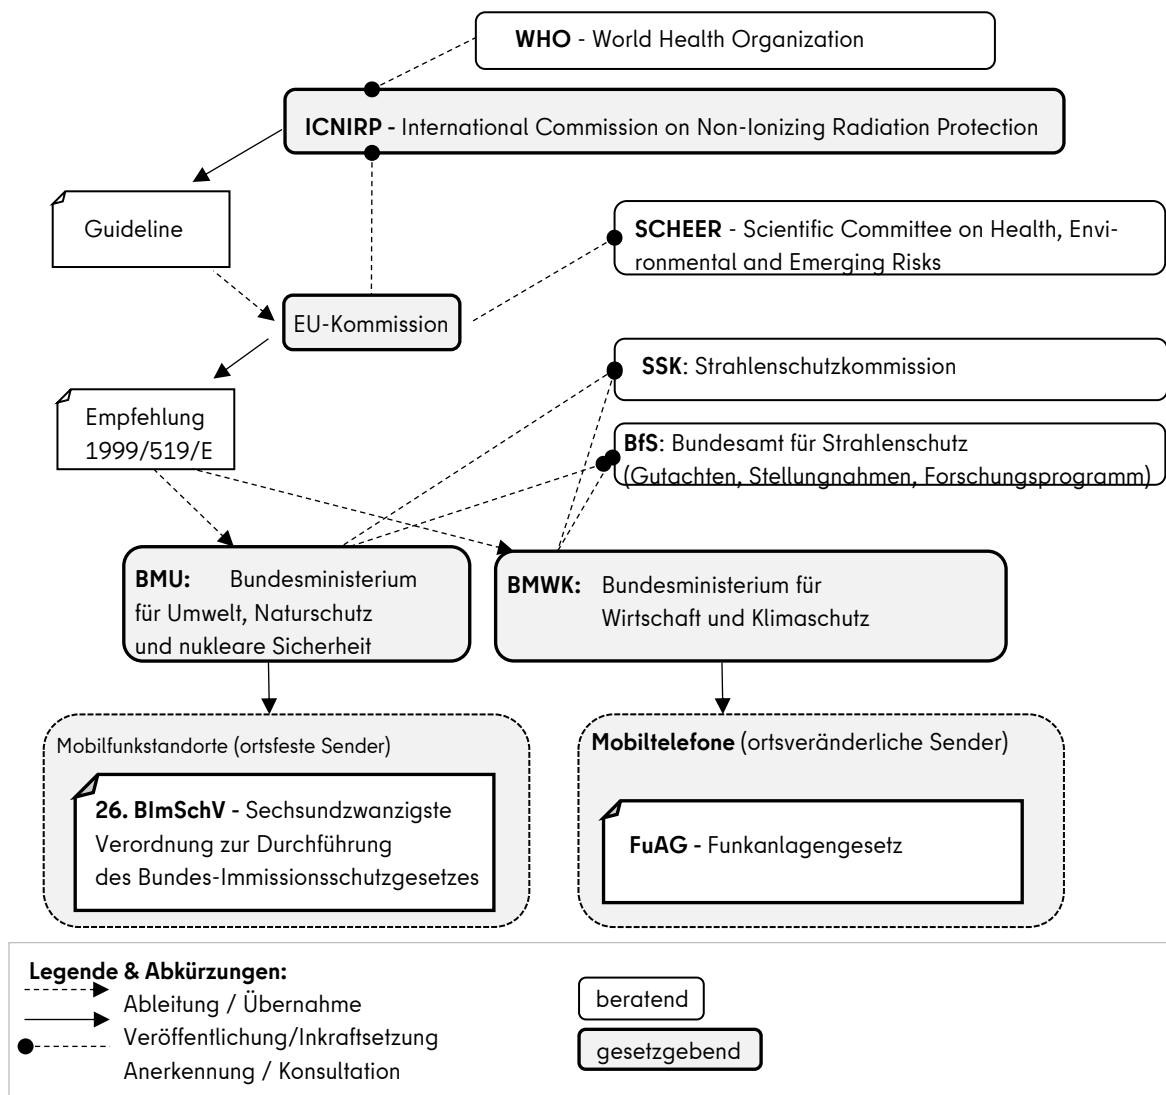 WHO - World Health Organization
ICNIRP - International Commission on Non-Ionizing Radiation Protection
Guideline
SCHEER - Scientific Committee on Health, Envi-
ronmental and Emerging Risks
EU-Kommission
SSK: Strahlenschutzkommission
Empfehlung
1999/519/E
BfS: Bundesamt für Strahlenschutz
(Gutachten, Stellungnahmen, Forschungsprogramm)
BMU: Bundesministerium
für Umwelt, Naturschutz
und nukleare Sicherheit
BMWK: Bundesministerium für
Wirtschaft und Klimaschutz
Mobilfunkstandorte (ortsfeste Sender)
26. BImSchV - Sechsundzwanzigste
Verordnung zur Durchführung
des Bundes-Immissionsschutzgesetzes
Mobiltelefone (ortsveränderliche Sender)
FuAG - Funkanlagengesetz
Legende & Abkürzungen:
Ableitung / Übernahme
Veröffentlichung/Inkraftsetzung
Anerkennung / Konsultation
beratend
gesetzgebend